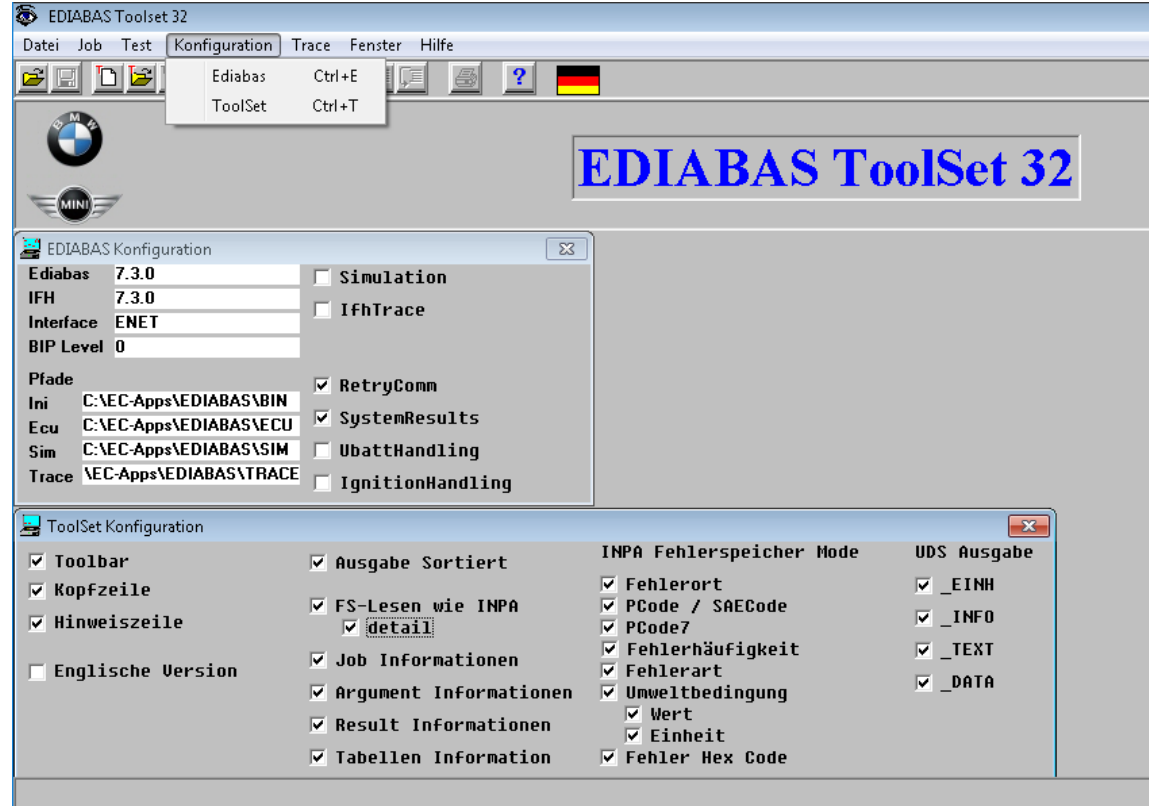 EDIABAS Toolset 32
Datei Job Test Konfiguration Trace Fenster Hilfe
Ediabas Ctrl+E
ToolSet Ctrl+T
?
BMW
MINI
EDIABAS ToolSet 32
EDIABAS Konfiguration
Ediabas 7.3.0
IFH 7.3.0
Interface ENET
BIP Level 0
Pfade
Ini C:\EC-Apps\EDIABAS\BIN
Ecu C:\EC-Apps\EDIABAS\ECU
Sim C:\EC-Apps\EDIABAS\SIM
Trace \EC-Apps\EDIABAS\TRACE
Simulation
IfhTrace
RetryComm
SystemResults
UbattHandling
IgnitionHandling
ToolSet Konfiguration
Toolbar
Kopfzeile
Hinweiszeile
Englische Version
Ausgabe Sortiert
FS-Lesen wie INPA
detail
Job Informationen
Argument Informationen
Result Informationen
Tabellen Information
INPA Fehlerspeicher Mode
Fehlerort
PCode / SAECode
PCode7
Fehlerhäufigkeit
Fehlerart
Umweltbedingung
Wert
Einheit
Fehler Hex Code
UDS Ausgabe
_EINH
_INFO
_TEXT
_DATA